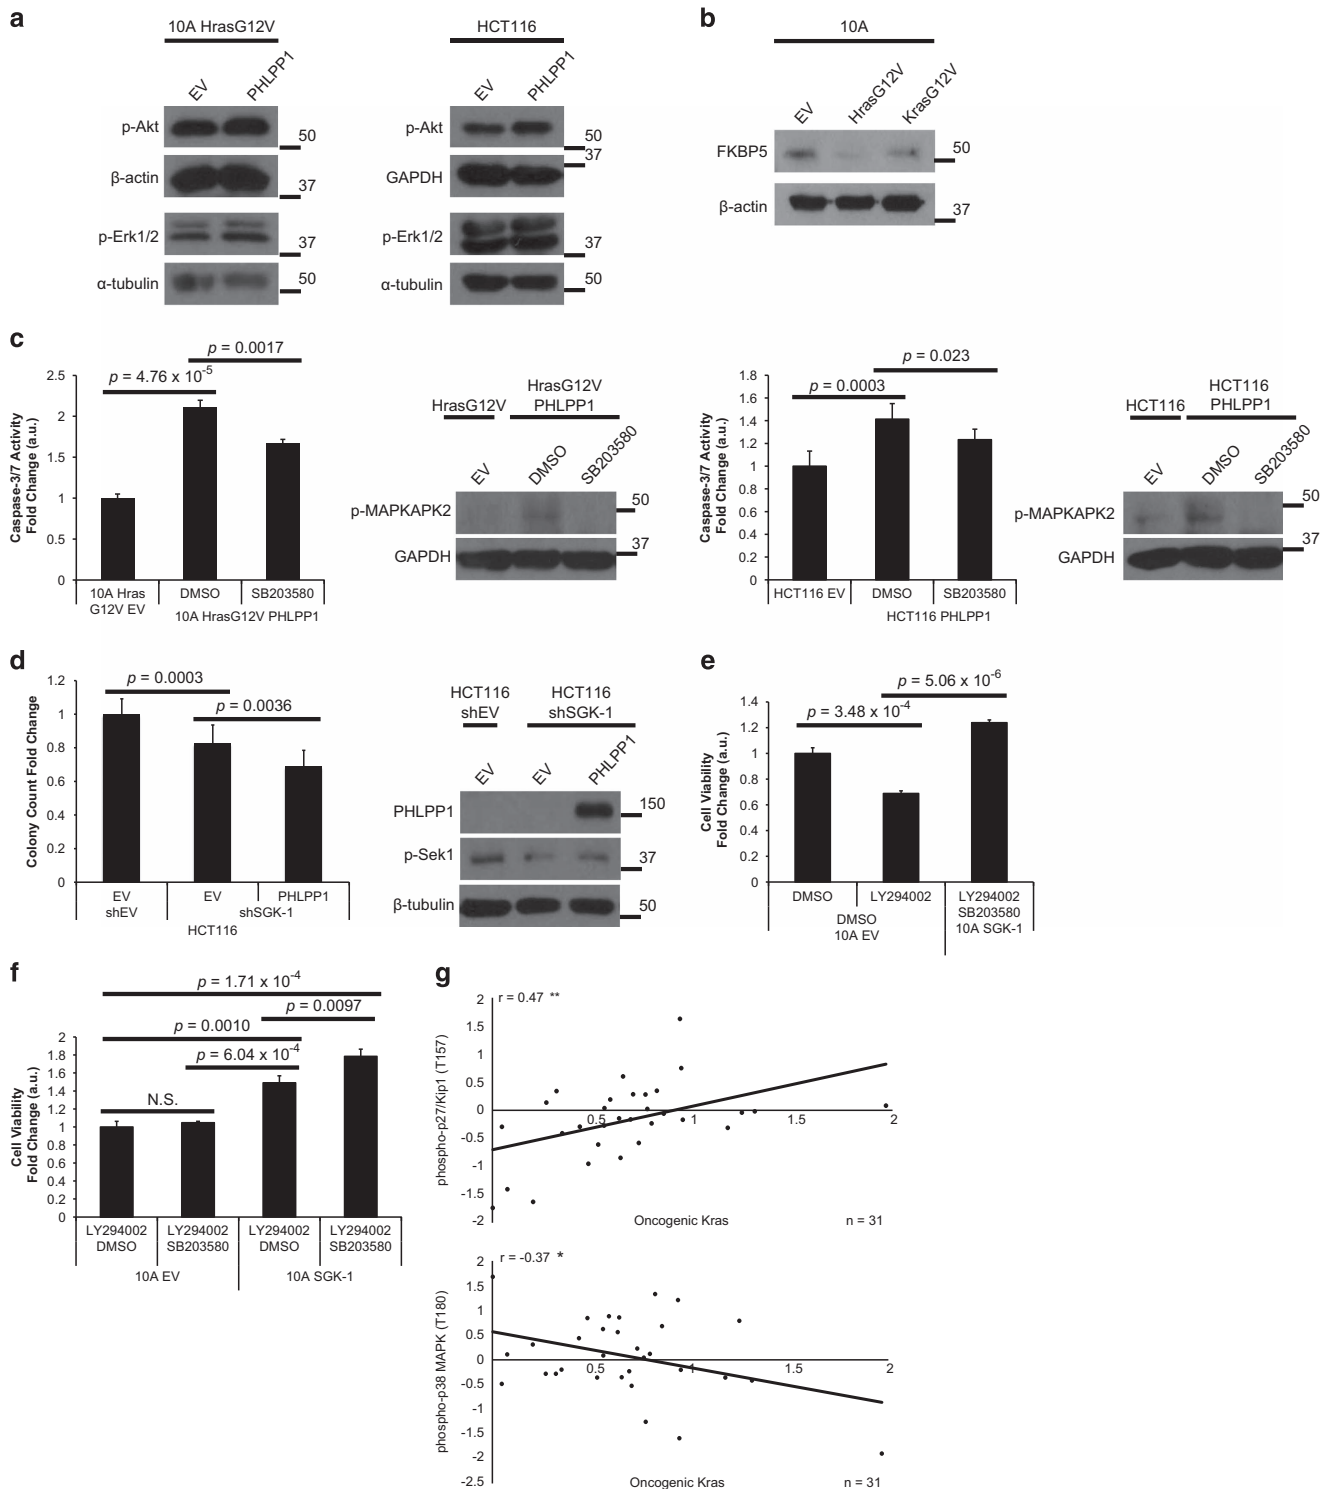 a
10A HrasG12V
EV
PHLPP1
p-Akt
50
β-actin
37
p-Erk1/2
37
α-tubulin
50
HCT116
EV
PHLPP1
p-Akt
50
37
GAPDH
p-Erk1/2
37
α-tubulin
50
b
10A
EV
HrasG12V
KrasG12V
FKBP5
50
β-actin
37
c
p = 0.0017
p = 4.76 x 10-5
Caspase-3/7 Activity
Fold Change (a.u.)
2.5
2
1.5
1
0.5
0
10A Hras
G12V EV
DMSO
SB203580
10A HrasG12V PHLPP1
HrasG12V
HrasG12V
PHLPP1
EV
DMSO
SB203580
p-MAPKAPK2
50
GAPDH
37
p = 0.023
p = 0.0003
Caspase-3/7 Activity
Fold Change (a.u.)
1.8
1.6
1.4
1.2
1
0.8
0.6
0.4
0.2
0
HCT116 EV
DMSO
SB203580
HCT116 PHLPP1
HCT116
HCT116
PHLPP1
EV
DMSO
SB203580
p-MAPKAPK2
50
GAPDH
37
d
p = 0.0003
p = 0.0036
Colony Count Fold Change
1.2
1
0.8
0.6
0.4
0.2
0
EV
shEV
EV
PHLPP1
shSGK-1
HCT116
HCT116
shEV
HCT116
shSGK-1
EV
EV
PHLPP1
PHLPP1
150
p-Sek1
37
β-tubulin
50
e
p = 5.06 x 10-6
p = 3.48 x 10-4
Cell Viability
Fold Change (a.u.)
1.4
1.2
1
0.8
0.6
0.4
0.2
0
DMSO
LY294002
DMSO
10A EV
LY294002
SB203580
10A SGK-1
f
p = 1.71 x 10-4
p = 0.0097
p = 0.0010
p = 6.04 x 10-4
N.S.
Cell Viability
Fold Change (a.u.)
2
1.8
1.6
1.4
1.2
1
0.8
0.6
0.4
0.2
0
LY294002
DMSO
LY294002
SB203580
LY294002
DMSO
LY294002
SB203580
10A EV
10A SGK-1
g
r = 0.47 **
phospho-p27/Kip1 (T157)
2
1.5
1
0.5
0
-0.5
-1
-1.5
-2
0.5
1
1.5
2
Oncogenic Kras
n = 31
r = -0.37 *
phospho-p38 MAPK (T180)
2
1.5
1
0.5
0
-0.5
-1
-1.5
-2
-2.5
0.5
1
1.5
2
Oncogenic Kras
n = 31